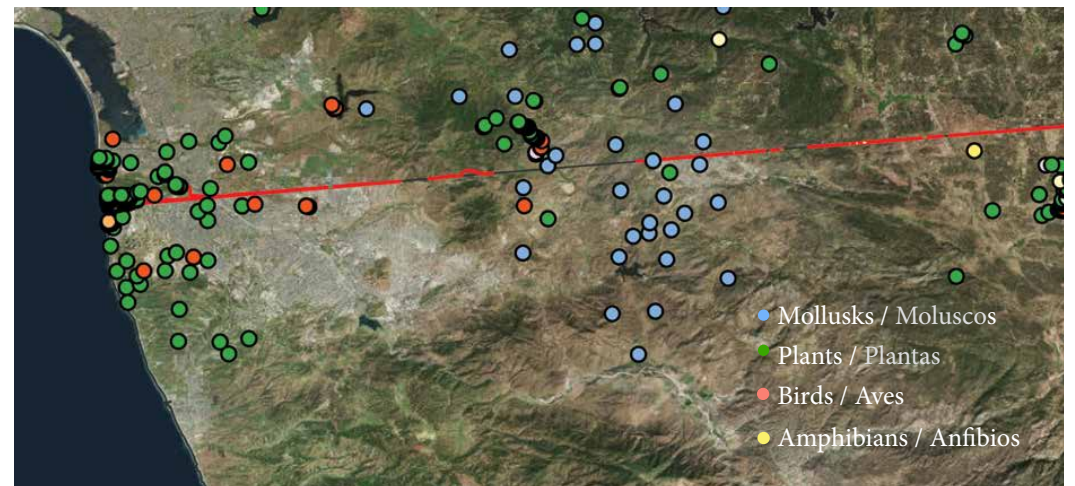 Mollusks / Moluscos
Plants / Plantas
Birds / Aves
Amphibians / Anfibios